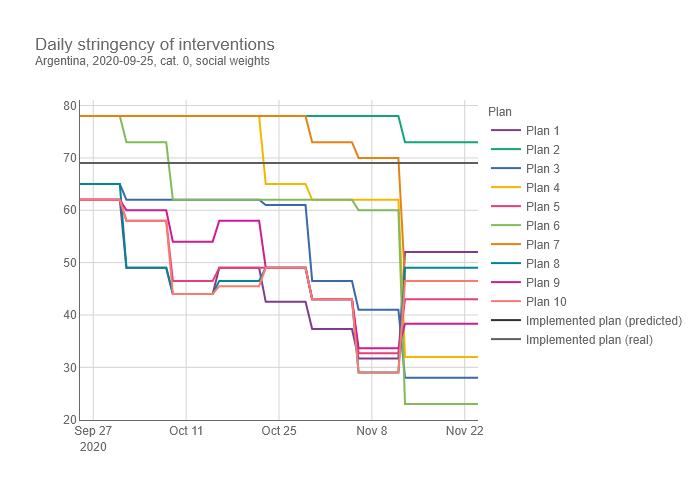 Daily stringency of interventions
Argentina, 2020-09-25, cat. 0, social weights
80
70
60
50
40
30
20
Sep 27
2020
Oct 11
Oct 25
Nov 8
Nov 22
Plan
Plan 1
Plan 2
Plan 3
Plan 4
Plan 5
Plan 6
Plan 7
Plan 8
Plan 9
Plan 10
Implemented plan (predicted)
Implemented plan (real)